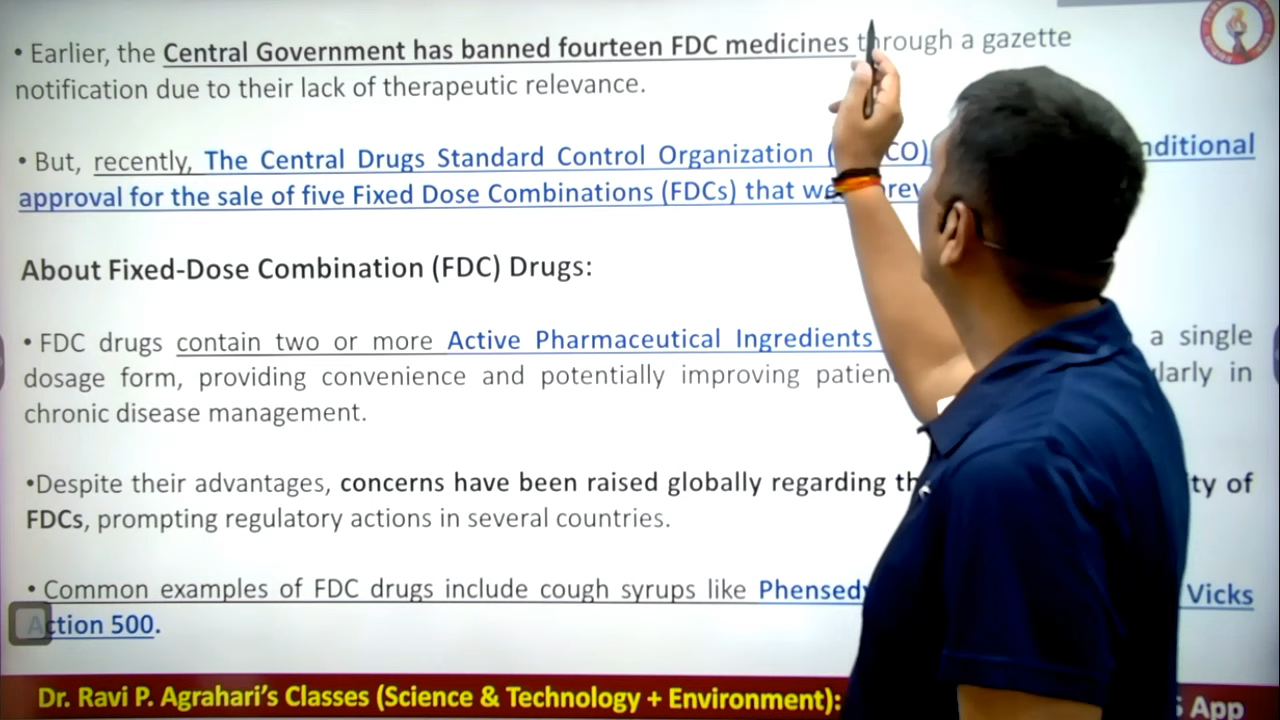 • Earlier, the Central Government has banned fourteen FDC medicines through a gazette
notification due to their lack of therapeutic relevance.
• But, recently, The Central Drugs Standard Control Organization
approval for the sale of five Fixed Dose Combinations (FDCs) that
About Fixed-Dose Combination (FDC) Drugs:
• FDC drugs contain two or more Active Pharmaceutical Ingredients a single
dosage form, providing convenience and potentially improving in
chronic disease management.
•Despite their advantages, concerns have been raised globally regarding of
FDCs, prompting regulatory actions in several countries.
• Common examples of FDC drugs include cough syrups like Vicks
Action 500.
Dr. Ravi P. Agrahari's Classes (Science & Technology + Environment): App